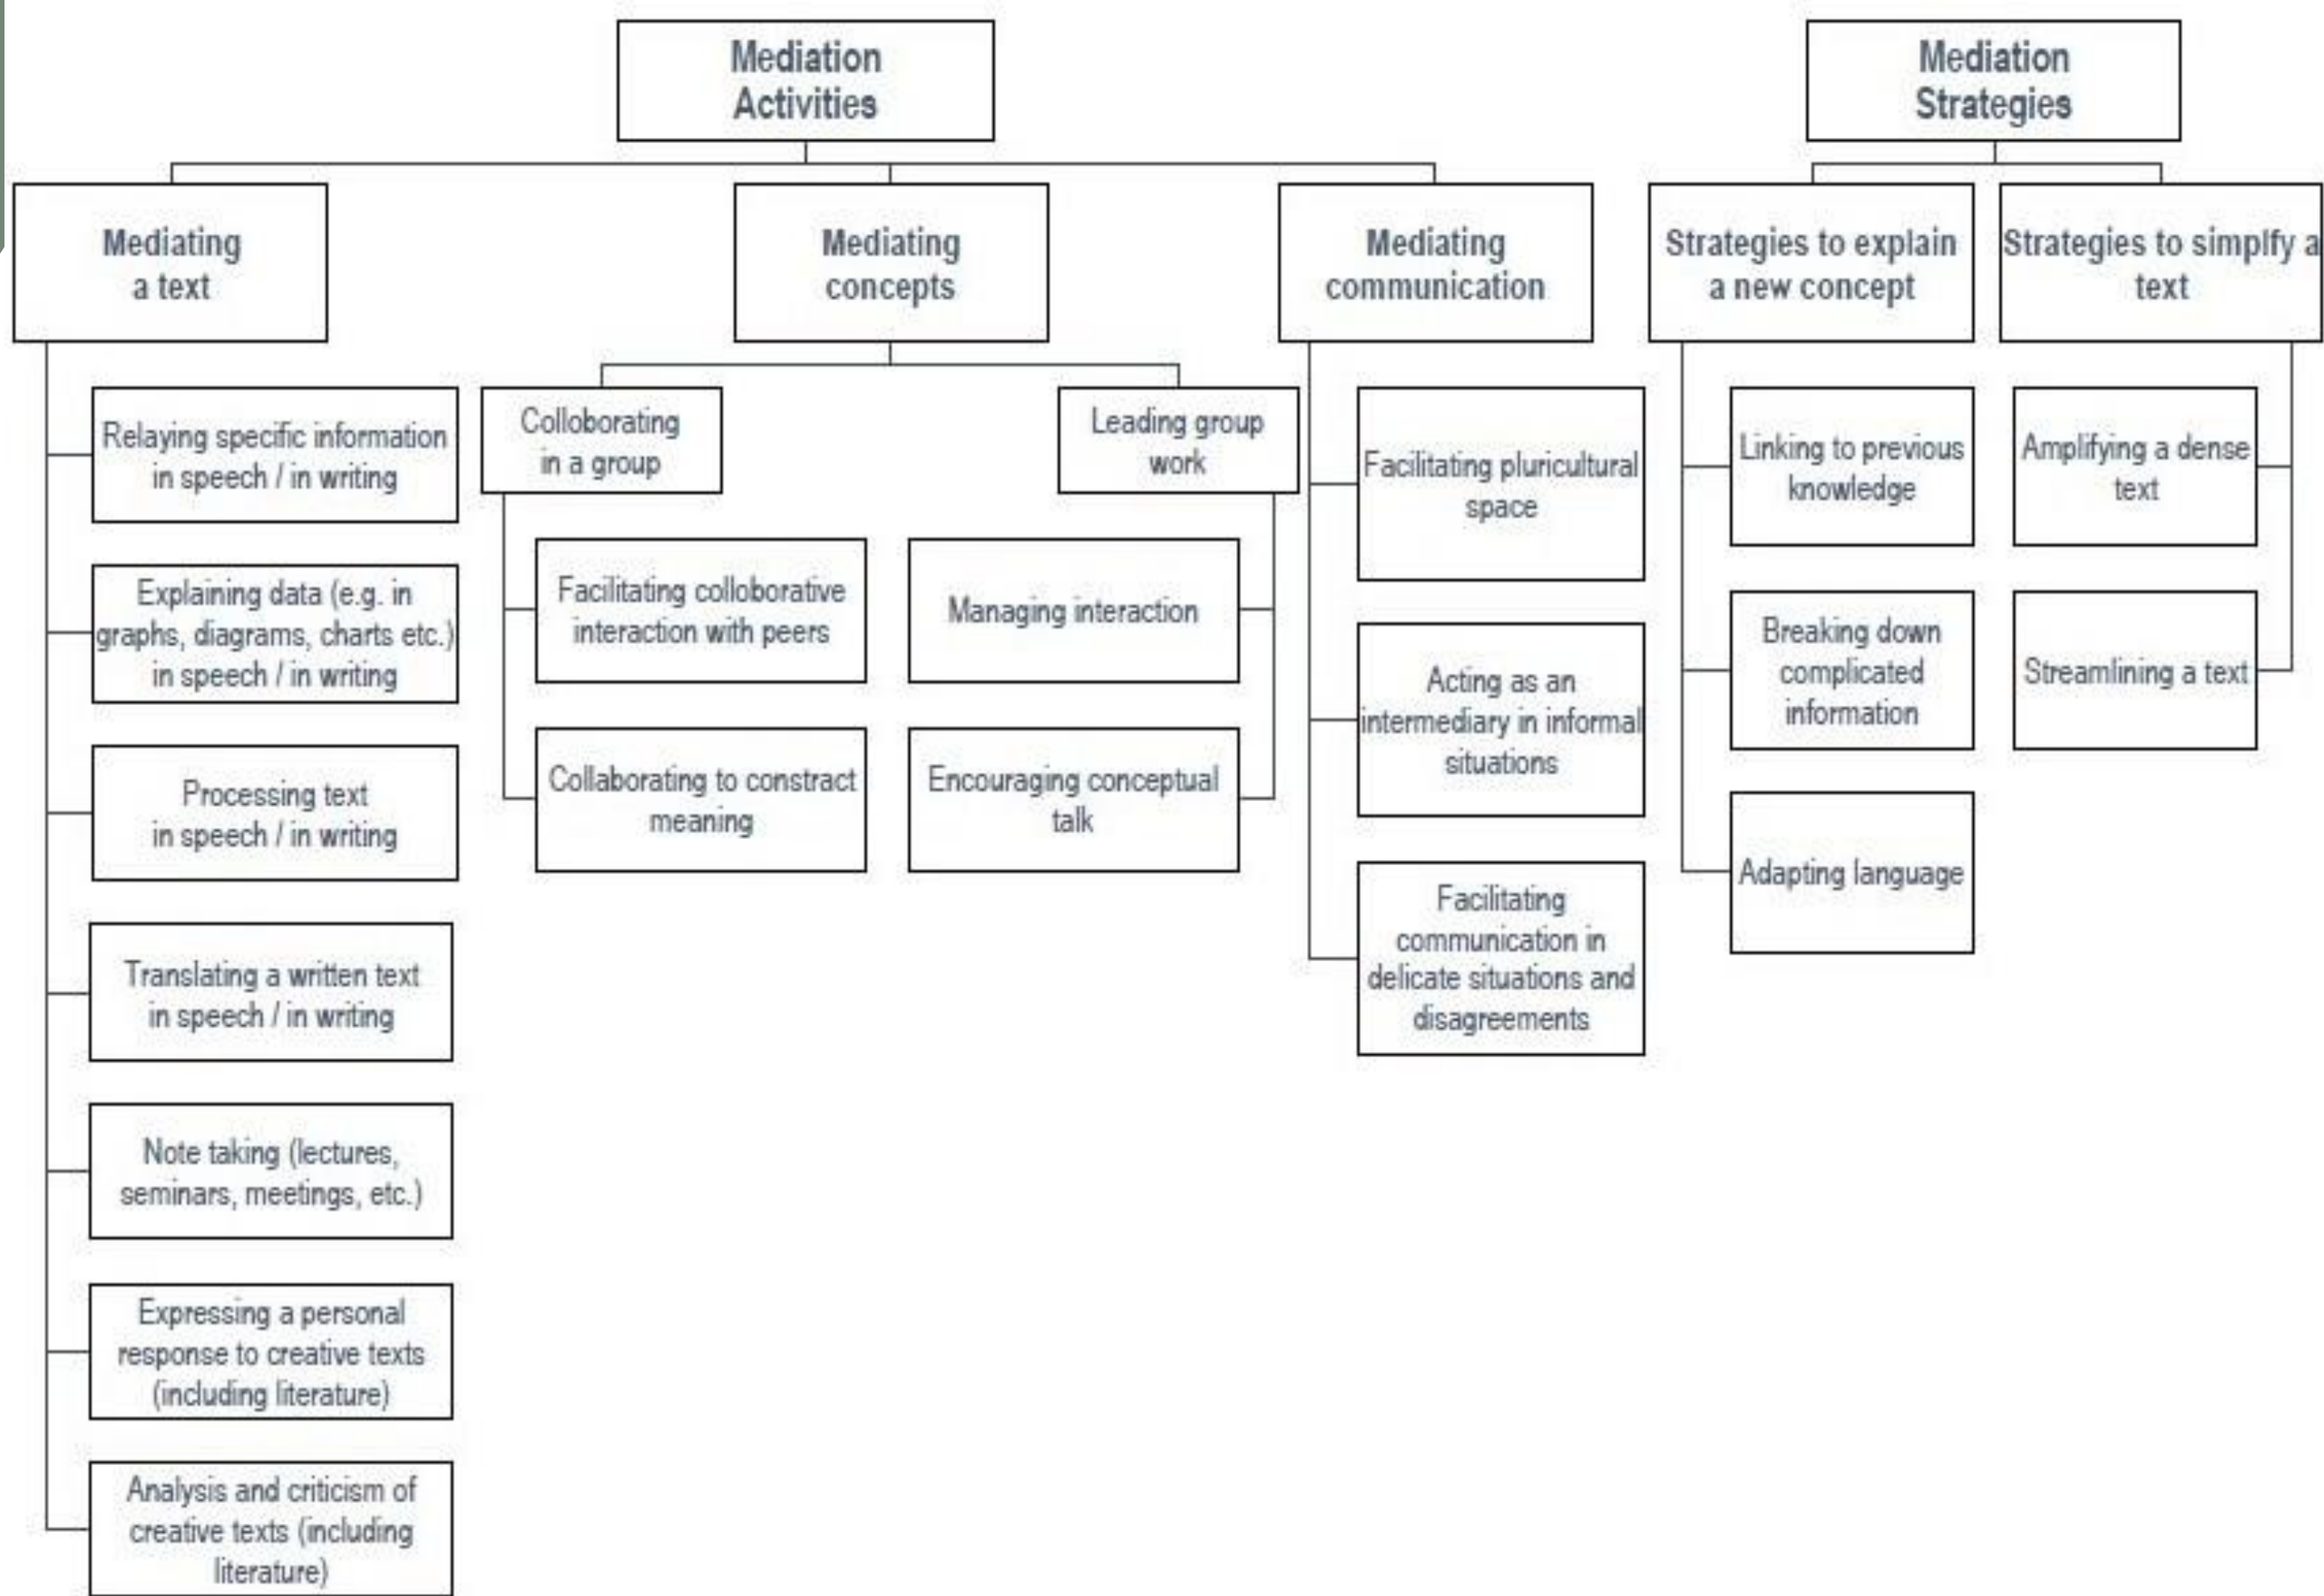 Mediation
Activities
Mediation
Strategies
Mediating
a text
Mediating
concepts
Mediating
communication
Strategies to explain
a new concept
Strategies to simplfy a
text
Relaying specific information
in speech / in writing
Explaining data (e.g. in
graphs, diagrams, charts etc.)
in speech / in writing
Processing text
in speech / in writing
Translating a written text
in speech / in writing
Note taking (lectures,
seminars, meetings, etc.)
Expressing a personal
response to creative texts
(including literature)
Analysis and criticism of
creative texts (including
literature)
Colloborating
in a group
Facilitating colloborative
interaction with peers
Collaborating to constract
meaning
Leading group
work
Managing interaction
Encouraging conceptual
talk
Facilitating pluricultural
space
Acting as an
intermediary in informal
situations
Facilitating
communication in
delicate situations and
disagreements
Linking to previous
knowledge
Breaking down
complicated
information
Adapting language
Amplifying a dense
text
Streamlining a text